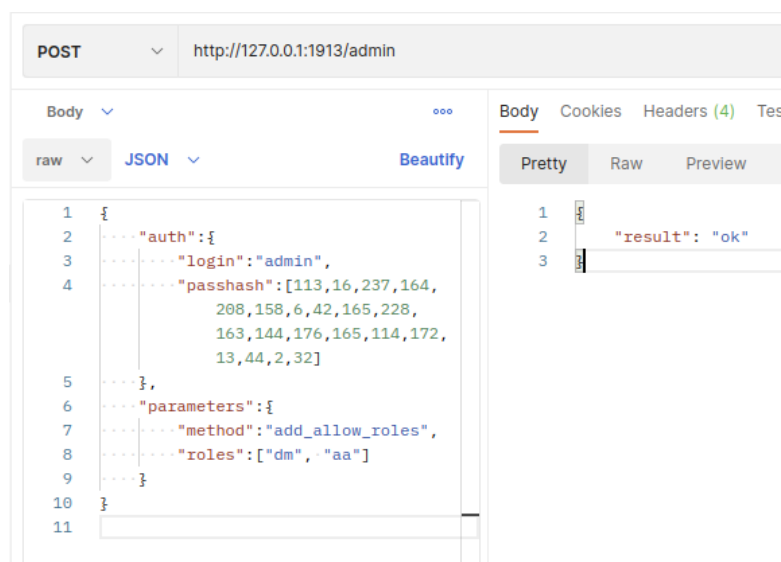 POST http://127.0.0.1:1913/admin
Body
Body Cookies Headers (4) Tes
raw JSON Beautify
Pretty Raw Preview
1 {
2 "auth":{
3 "login":"admin",
4 "passhash":[113,16,237,164,
208,158,6,42,165,228,
163,144,176,165,114,172,
13,44,2,32]
5 },
6 "parameters":{
7 "method":"add_allow_roles",
8 "roles":["dm", "aa"]
9 }
10 }
11
1 {
2 "result": "ok"
3 }